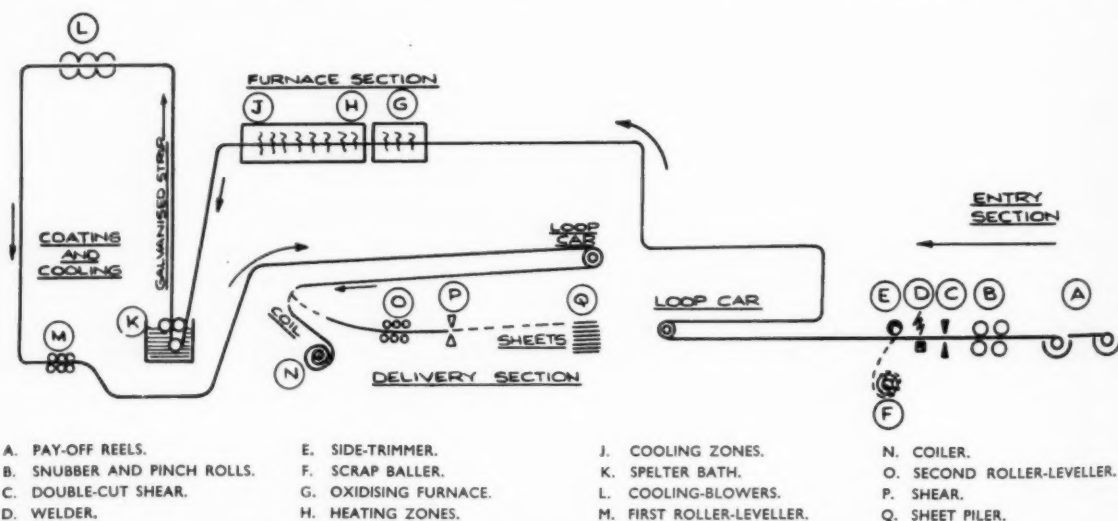 L
FURNACE SECTION
J
H
G
GALVANISED STRIP
ENTRY
SECTION
COATING
AND
COOLING
LOOP
CAR
K
M
COIL
N
O
P
Q
SHEETS
DELIVERY SECTION
LOOP CAR
E
D
C
B
A
F
A. PAY-OFF REELS.
B. SNUBBER AND PINCH ROLLS.
C. DOUBLE-CUT SHEAR.
D. WELDER.
E. SIDE-TRIMMER.
F. SCRAP BALLER.
G. OXIDISING FURNACE.
H. HEATING ZONES.
J. COOLING ZONES.
K. SPELTER BATH.
L. COOLING-BLOWERS.
M. FIRST ROLLER-LEVELLER.
N. COILER.
O. SECOND ROLLER-LEVELLER.
P. SHEAR.
Q. SHEET PILER.